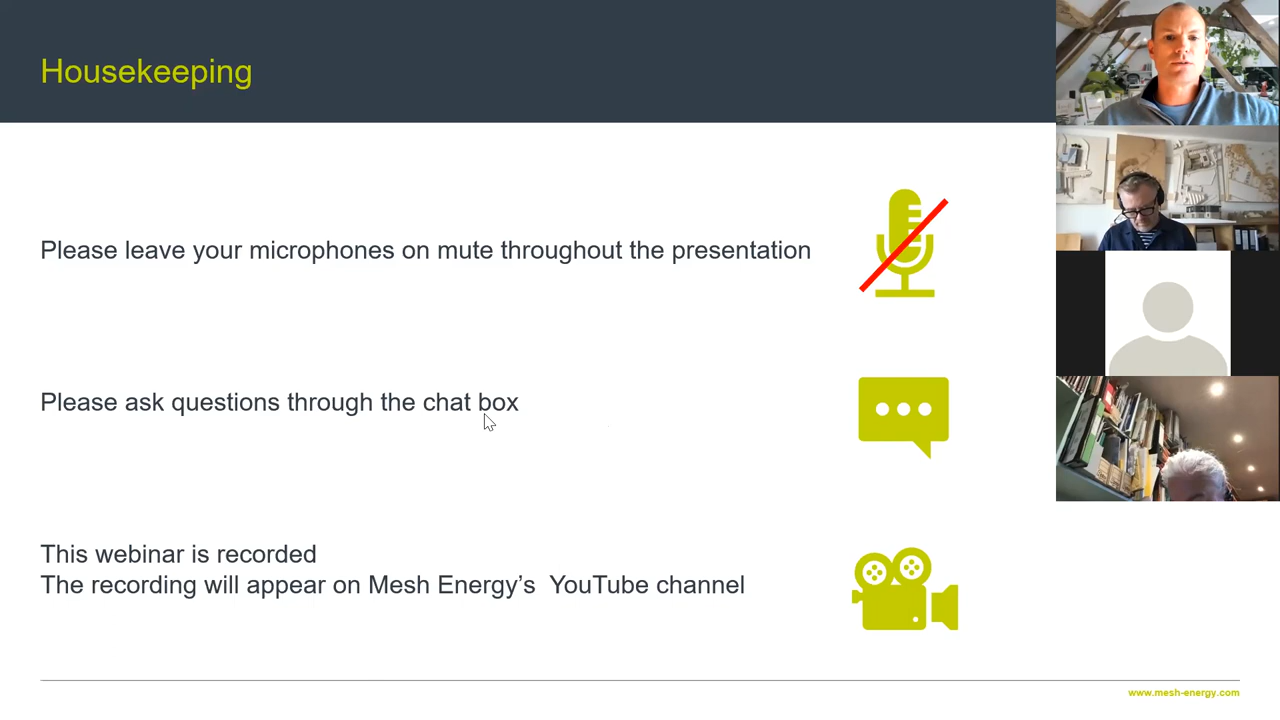 Housekeeping
Please leave your microphones on mute throughout the presentation
Please ask questions through the chat box
This webinar is recorded
The recording will appear on Mesh Energy’s  YouTube channel
www.mesh-energy.com